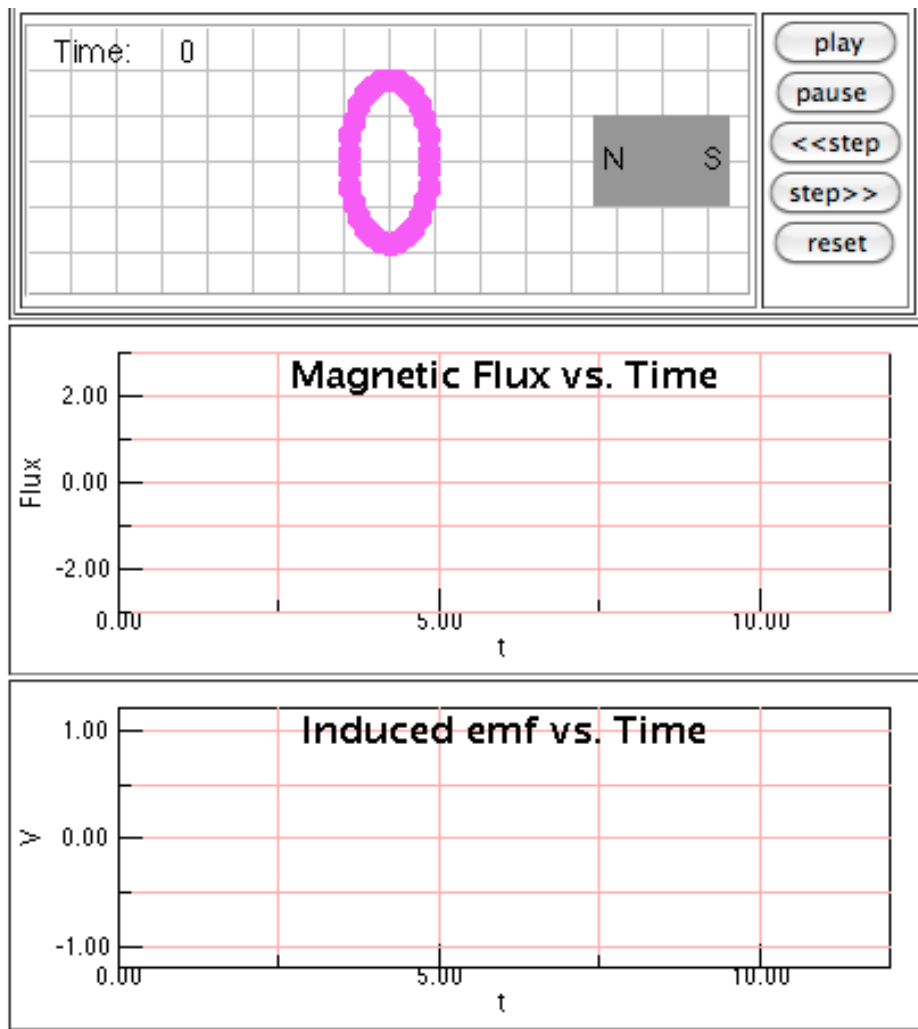 Time: 0
N S
play
pause
<<step
step>>
reset
Magnetic Flux vs. Time
Flux
2.00
0.00
-2.00
0.00 5.00 10.00
t
Induced emf vs. Time
V
1.00
0.00
-1.00
0.00 5.00 10.00
t